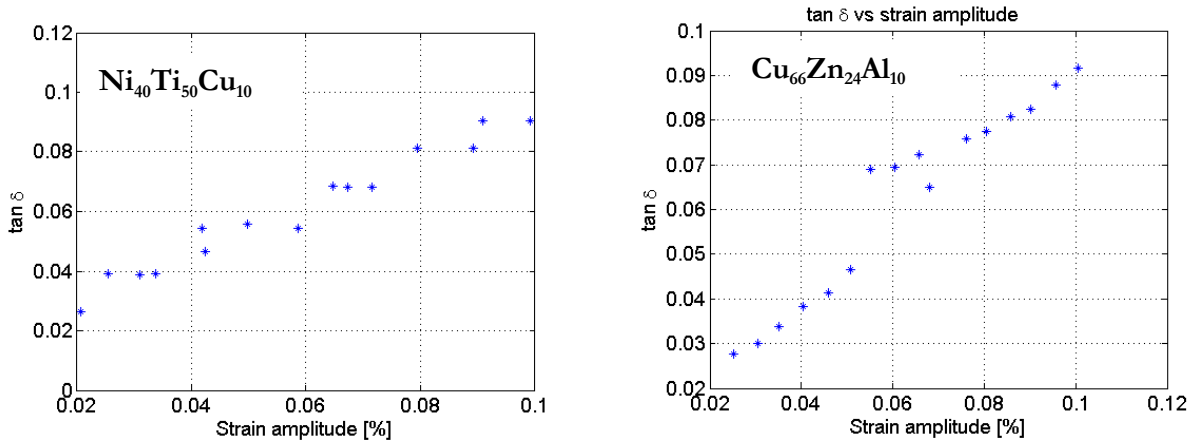 0.12
0.1
0.08
0.06
0.04
0.02
0
tan δ
Ni₄₀Ti₅₀Cu₁₀
0.02 0.04 0.06 0.08 0.1
Strain amplitude [%]
tan δ vs strain amplitude
0.1
0.09
0.08
0.07
0.06
0.05
0.04
0.03
0.02
tan δ
Cu₆₆Zn₂₄Al₁₀
0.02 0.04 0.06 0.08 0.1 0.12
Strain amplitude [%]